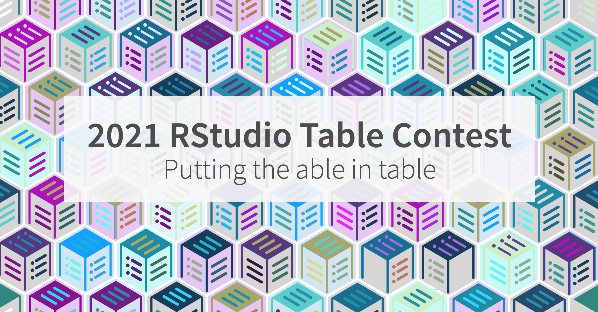 2021 RStudio Table Contest
Putting the able in table